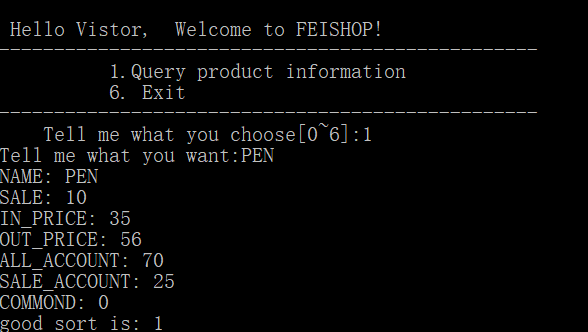 Hello Vistor,  Welcome to FEISHOP!
-------------------------------------------------
1.Query product information
6. Exit
-------------------------------------------------
Tell me what you choose[0~6]:1
Tell me what you want:PEN
NAME: PEN
SALE: 10
IN_PRICE: 35
OUT_PRICE: 56
ALL_ACCOUNT: 70
SALE_ACCOUNT: 25
COMMOND: 0
good sort is: 1